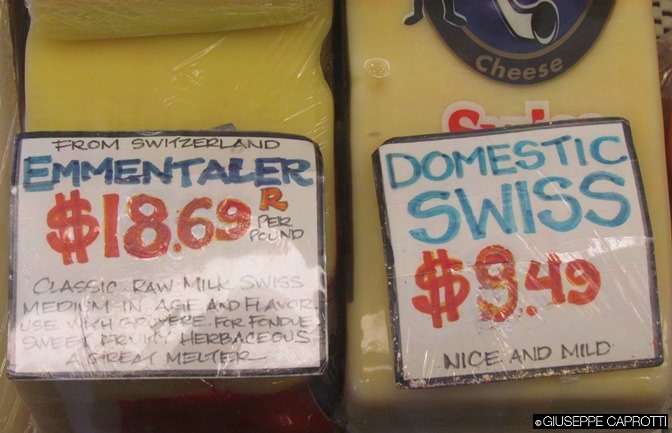 FROM SWITZERLAND
EMMENTALER
$18.69 R
PER
POUND
CLASSIC RAW MILK SWISS
MEDIUM IN AGE AND FLAVOR
USE WITH GRUYERE FOR FONDUE
SWEET FRUITY HERBACEOUS
A GREAT MELTER
Cheese
DOMESTIC
SWISS
NICE AND MILD
© GIUSEPPE CAPROTTI